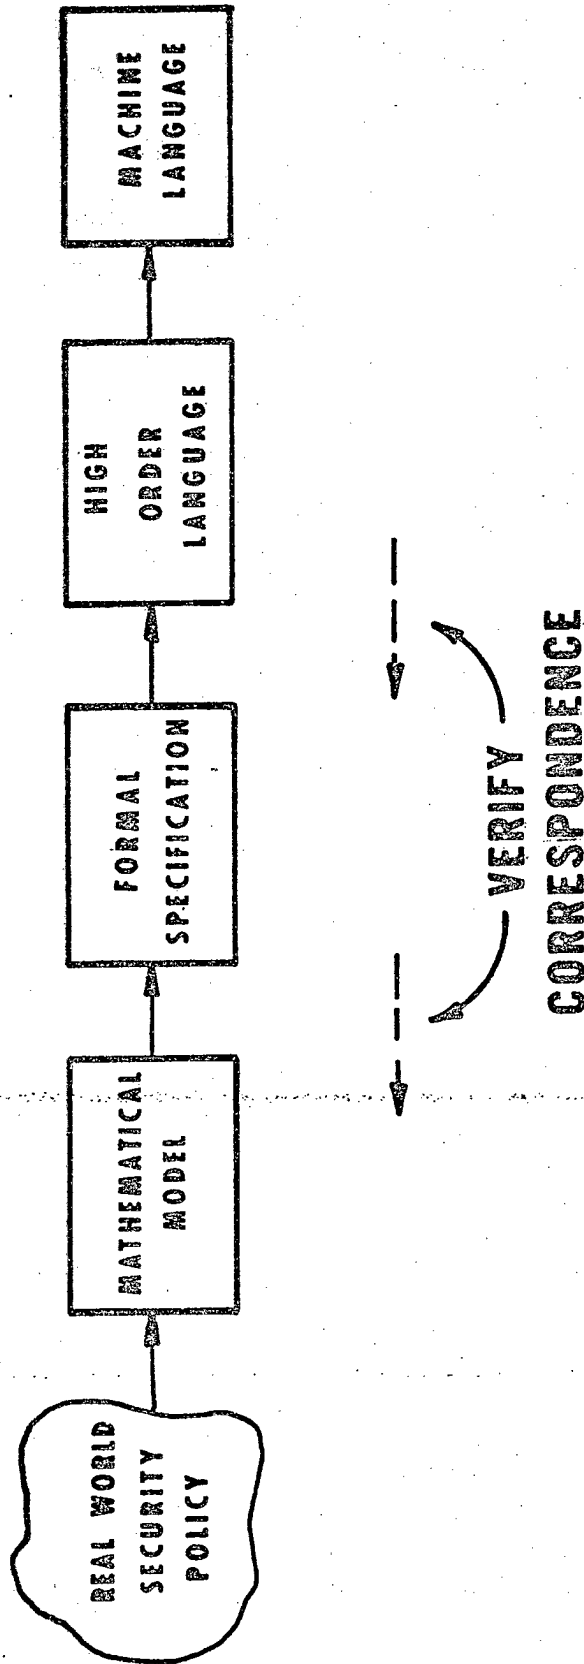 REAL WORLD
SECURITY
POLICY
MATHEMATICAL
MODEL
FORMAL
SPECIFICATION
HIGH
ORDER
LANGUAGE
MACHINE
LANGUAGE
VERIFY
CORRESPONDENCE